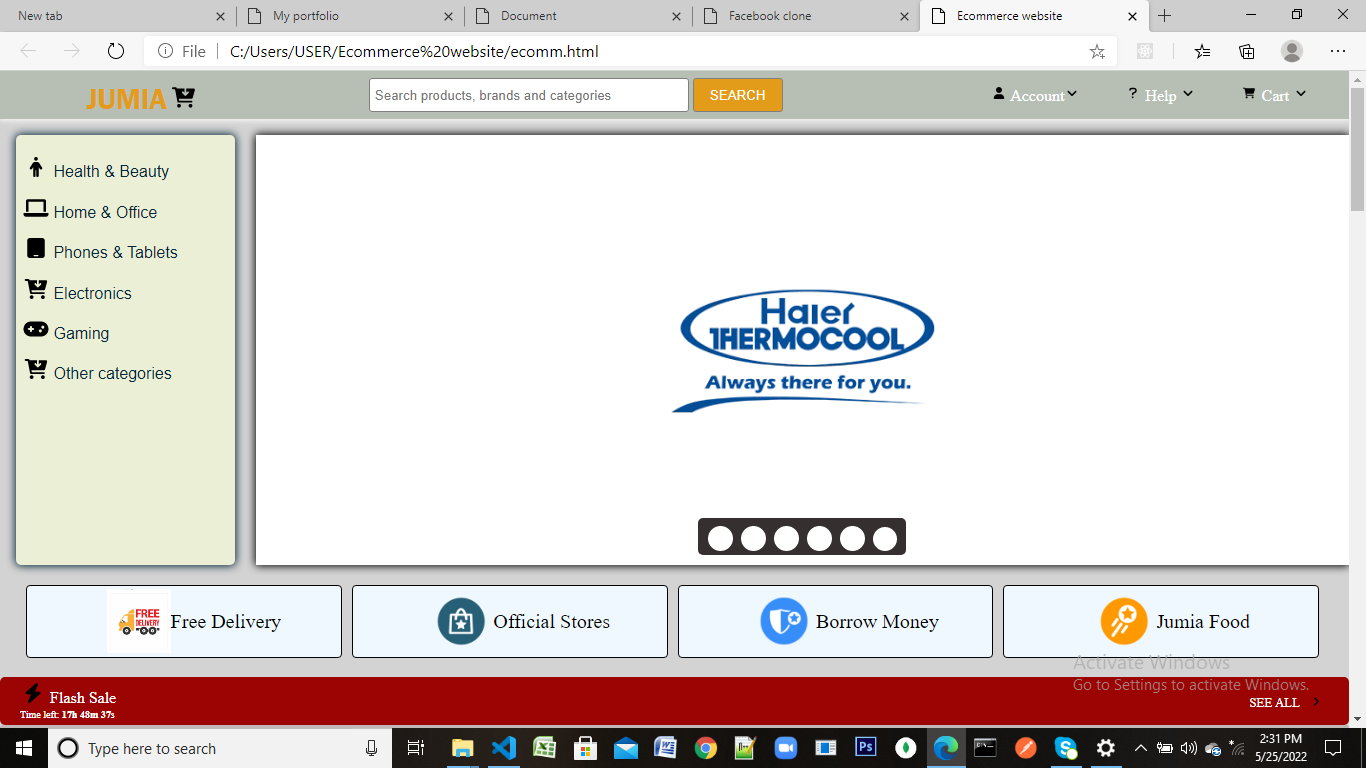 New tab
My portfolio
Document
Facebook clone
Ecommerce website
File
C:/Users/USER/Ecommerce%20website/ecomm.html
JUMIA
Search products, brands and categories
SEARCH
Account
? Help
Cart
Health & Beauty
Home & Office
Phones & Tablets
Electronics
Gaming
Other categories
Haier
THERMOCOOL
Always there for you.
FREE
DELIVERY
Free Delivery
Official Stores
Borrow Money
Jumia Food
Activate Windows
Go to Settings to activate Windows.
Flash Sale
Time left: 17h 48m 37s
SEE ALL
Type here to search
Ps
2:31 PM
5/25/2022